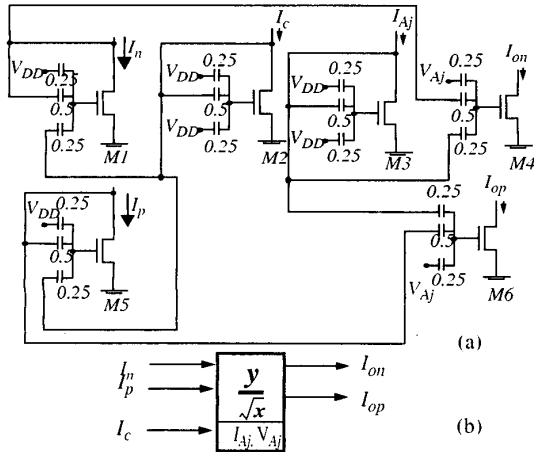 I_n
I_c
I_Aj
I_on
V_DD 0.25
0.5
0.25
M1
V_DD 0.25
0.5
V_DD 0.25
M2
V_DD 0.25
0.5
V_DD 0.25
M3
V_Aj 0.25
0.5
0.25
M4
V_DD 0.25
0.5
0.25
I_p
M5
0.25
0.5
0.25
V_Aj
I_op
M6
(a)
I_n
I_p
I_c
y
√x
I_Aj, V_Aj
I_on
I_op
(b)